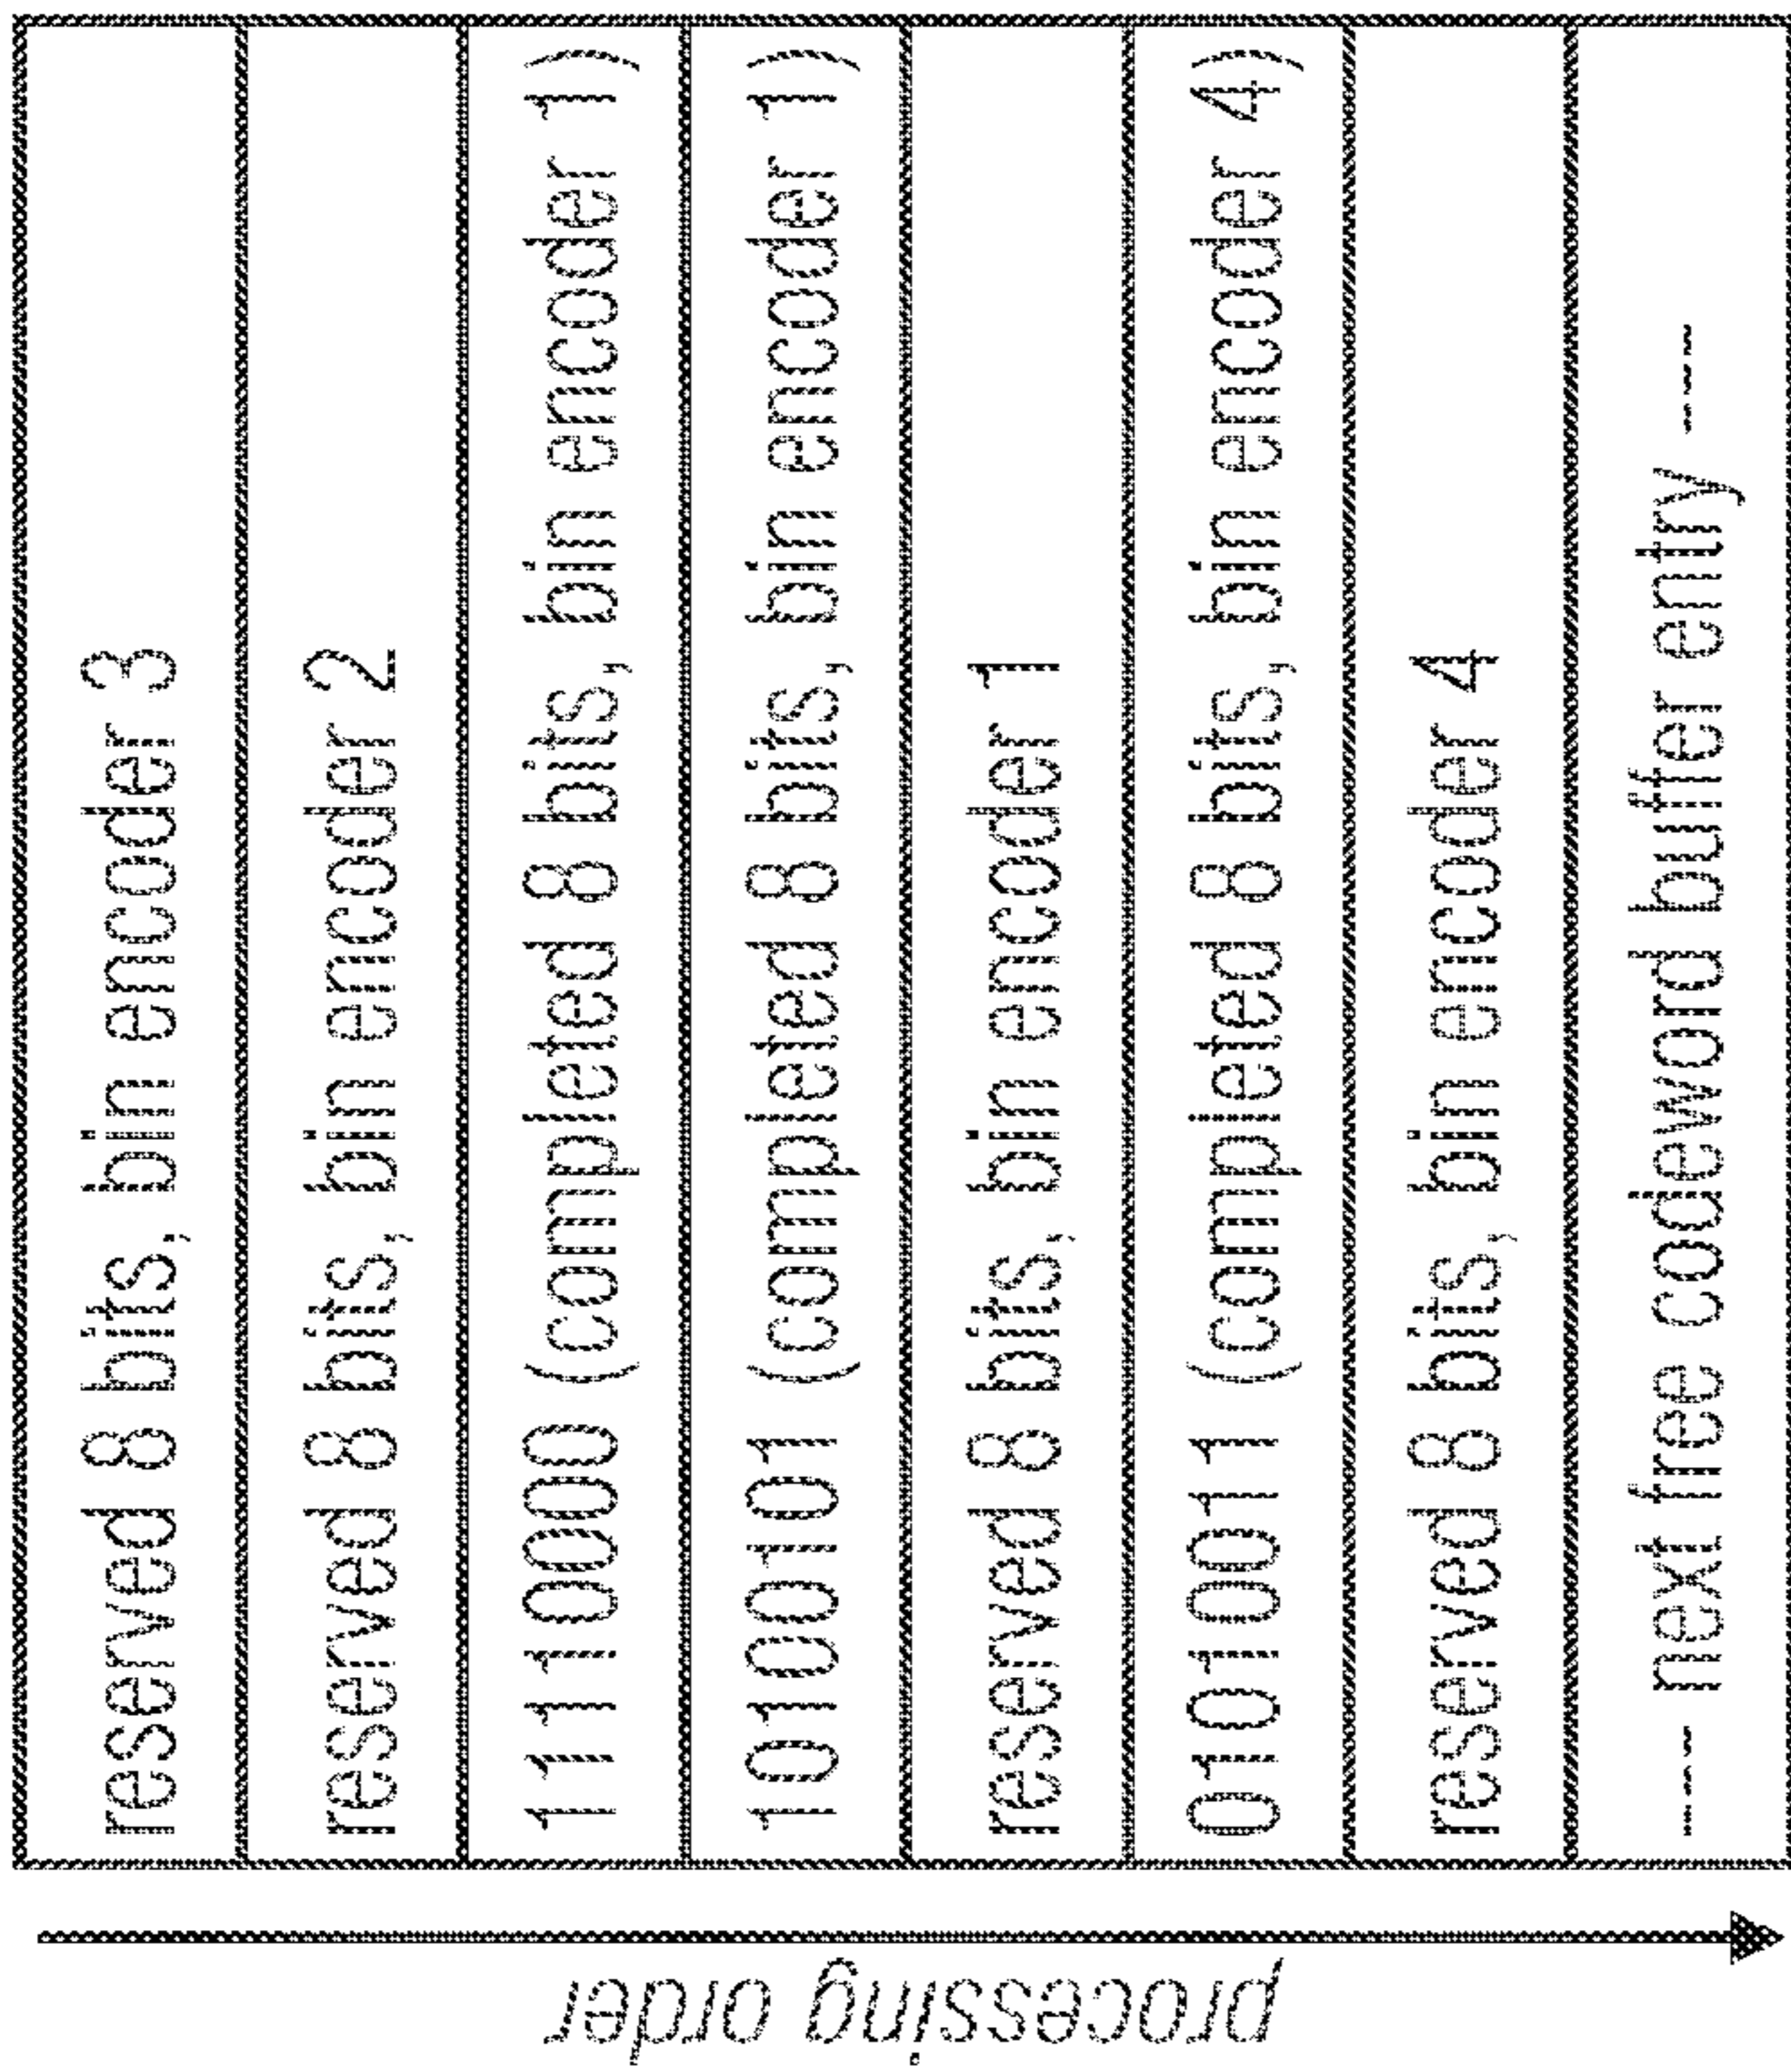 reserved 8 bits, bin encoder 3
reserved 8 bits, bin encoder 2
11110000 (completed 8 bits, bin encoder 1)
10100101 (completed 8 bits, bin encoder 1)
reserved 8 bits, bin encoder 1
01010011 (completed 8 bits, bin encoder 4)
reserved 8 bits, bin encoder 4
---- next free codeword buffer entry ----
processing order